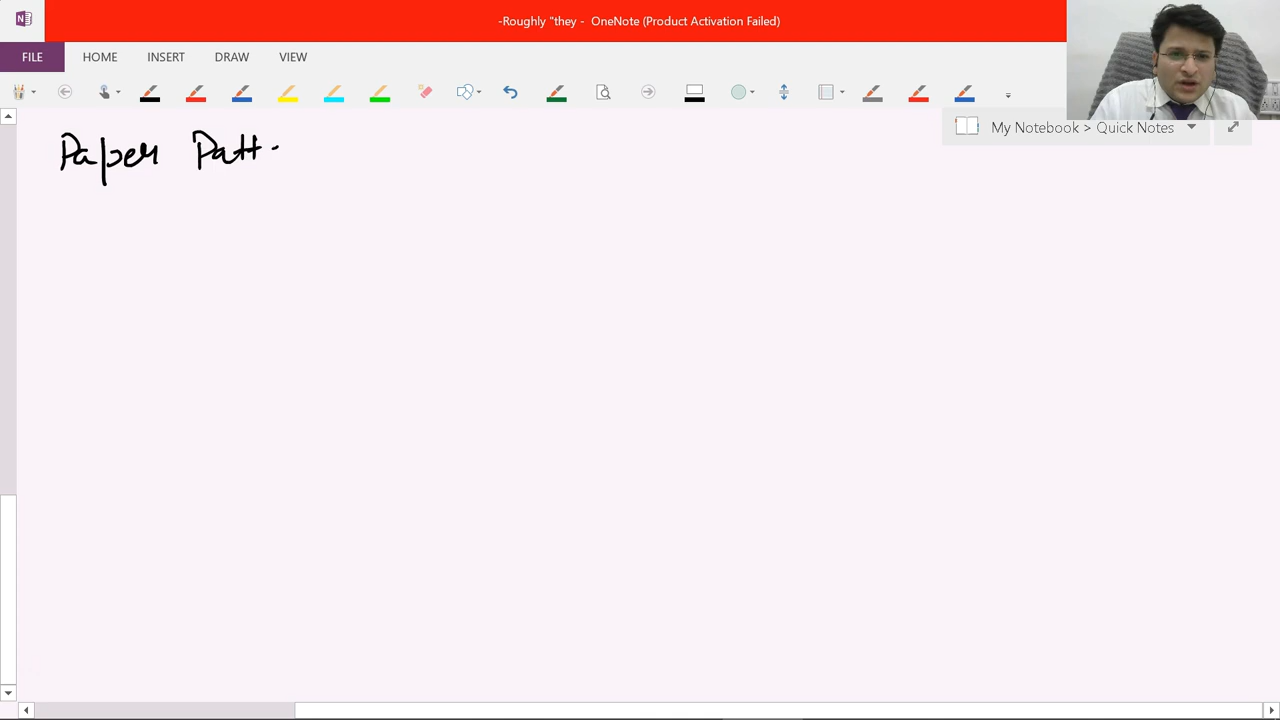 -Roughly "they - OneNote (Product Activation Failed)
FILE HOME INSERT DRAW VIEW
My Notebook > Quick Notes
Paper Patt